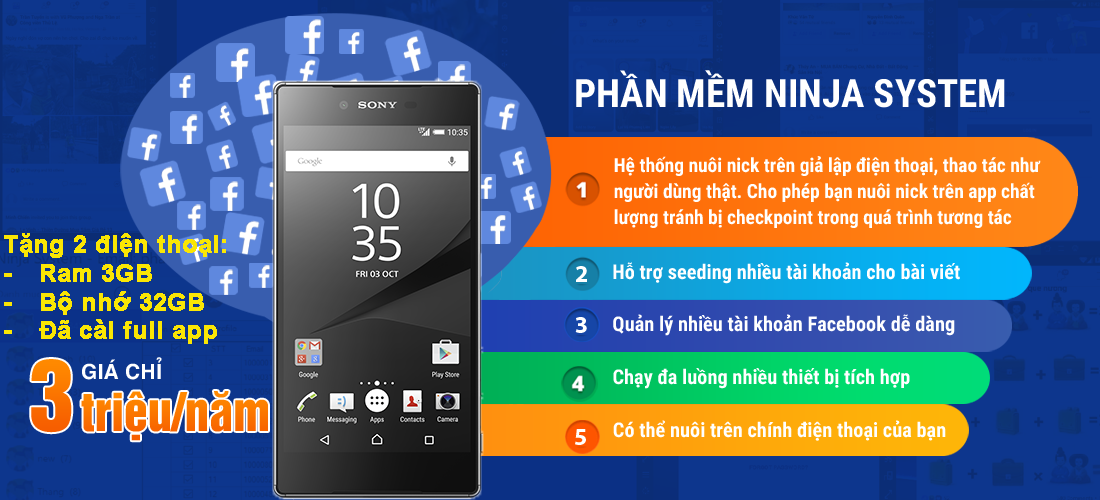 PHẦN MỀM NINJA SYSTEM
1
Hệ thống nuôi nick trên giả lập điện thoại, thao tác như
người dùng thật. Cho phép bạn nuôi nick trên app chất
lượng tránh bị checkpoint trong quá trình tương tác
2 Hỗ trợ seeding nhiều tài khoản cho bài viết
3 Quản lý nhiều tài khoản Facebook dễ dàng
4 Chạy đa luồng nhiều thiết bị tích hợp
5 Có thể nuôi trên chính điện thoại của bạn
Tặng 2 điện thoại:
- Ram 3GB
- Bộ nhớ 32GB
- Đã cài full app
GIÁ CHỈ
3 triệu/năm
SONY
10:35
Google
10
35
FRI 03 OCT
Google Play Store
Phone Messaging Apps Contacts Camera